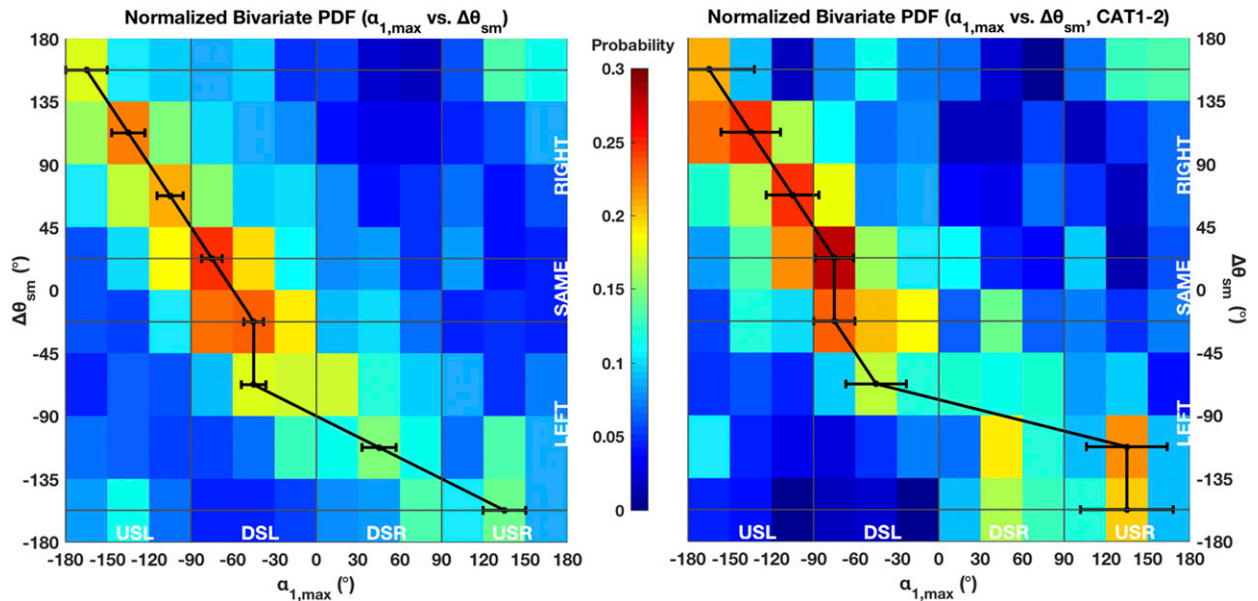 Normalized Bivariate PDF (α1,max vs. Δθsm)
Normalized Bivariate PDF (α1,max vs. Δθsm, CAT1-2)
180
135
90
45
0
-45
-90
-135
-180
Δθsm (°)
-180 -150 -120 -90 -60 -30 0 30 60 90 120 150 180
α1,max (°)
USL DSL DSR USR
RIGHT
SAME
LEFT
Probability
0.3
0.25
0.2
0.15
0.1
0.05
0
USL DSL DSR USR
RIGHT
SAME
LEFT
-180 -150 -120 -90 -60 -30 0 30 60 90 120 150 180
α1,max (°)
180
135
90
45
0
-45
-90
-135
-180
Δθsm (°)